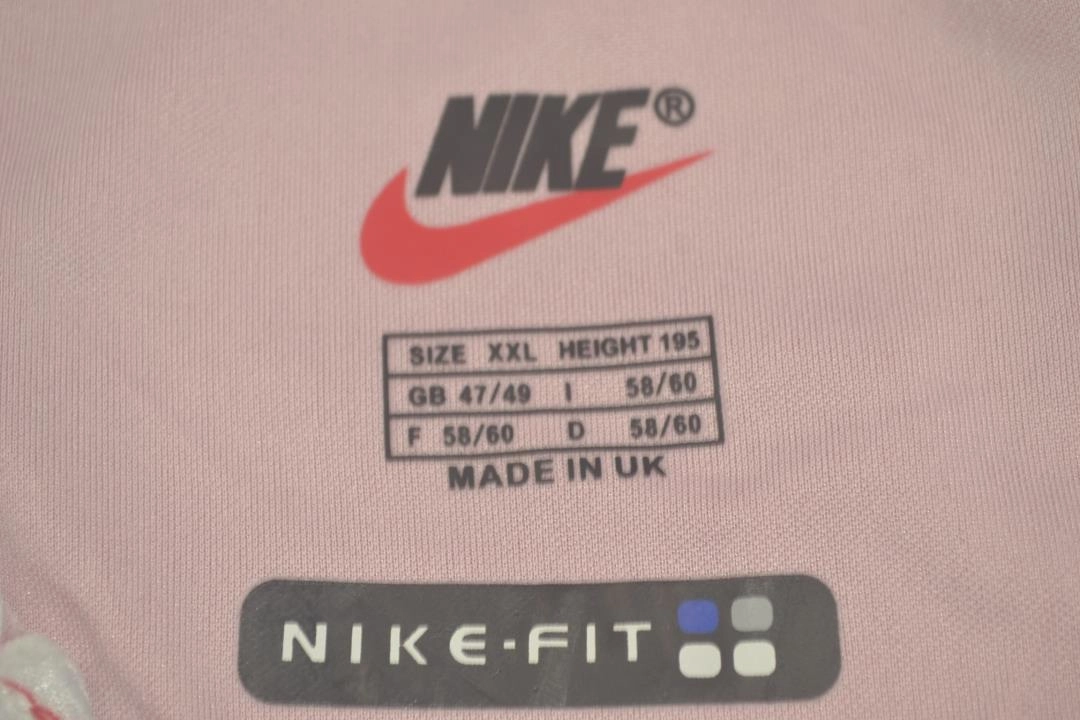 NIKE®
SIZE XXL HEIGHT 195
GB 47/49 I 58/60
F 58/60 D 58/60
MADE IN UK
NIKE-FIT